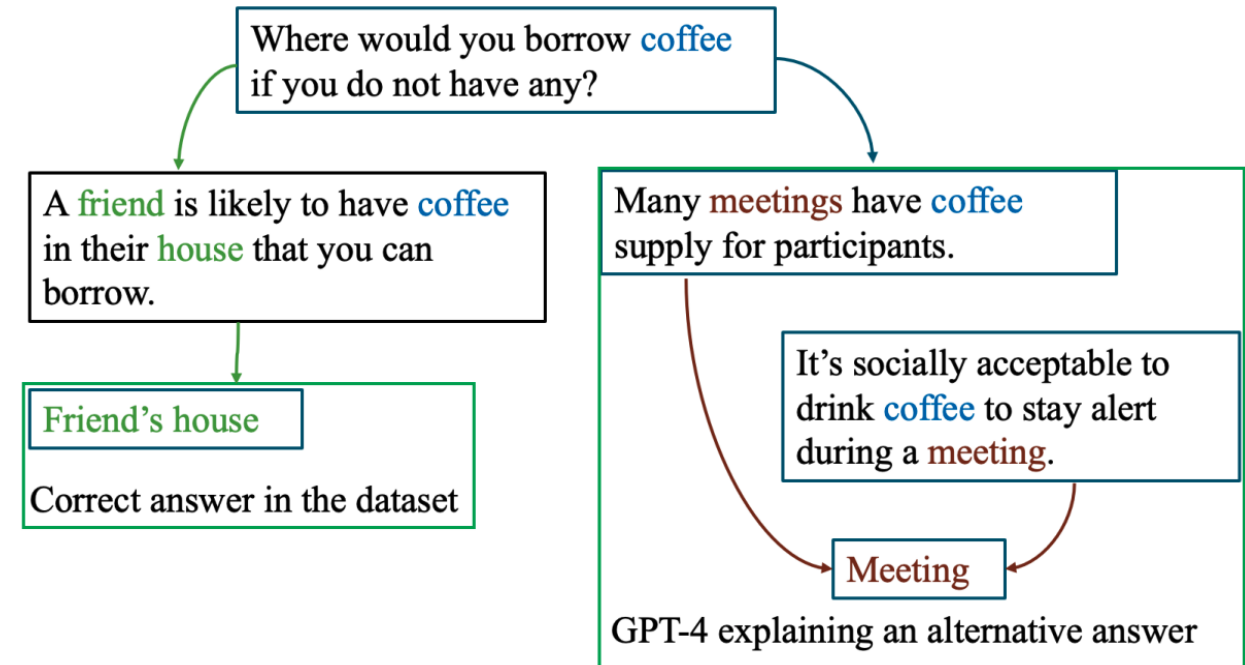 Where would you borrow coffee
if you do not have any?
A friend is likely to have coffee
in their house that you can
borrow.
Friend’s house
Correct answer in the dataset
Many meetings have coffee
supply for participants.
It’s socially acceptable to
drink coffee to stay alert
during a meeting.
Meeting
GPT-4 explaining an alternative answer